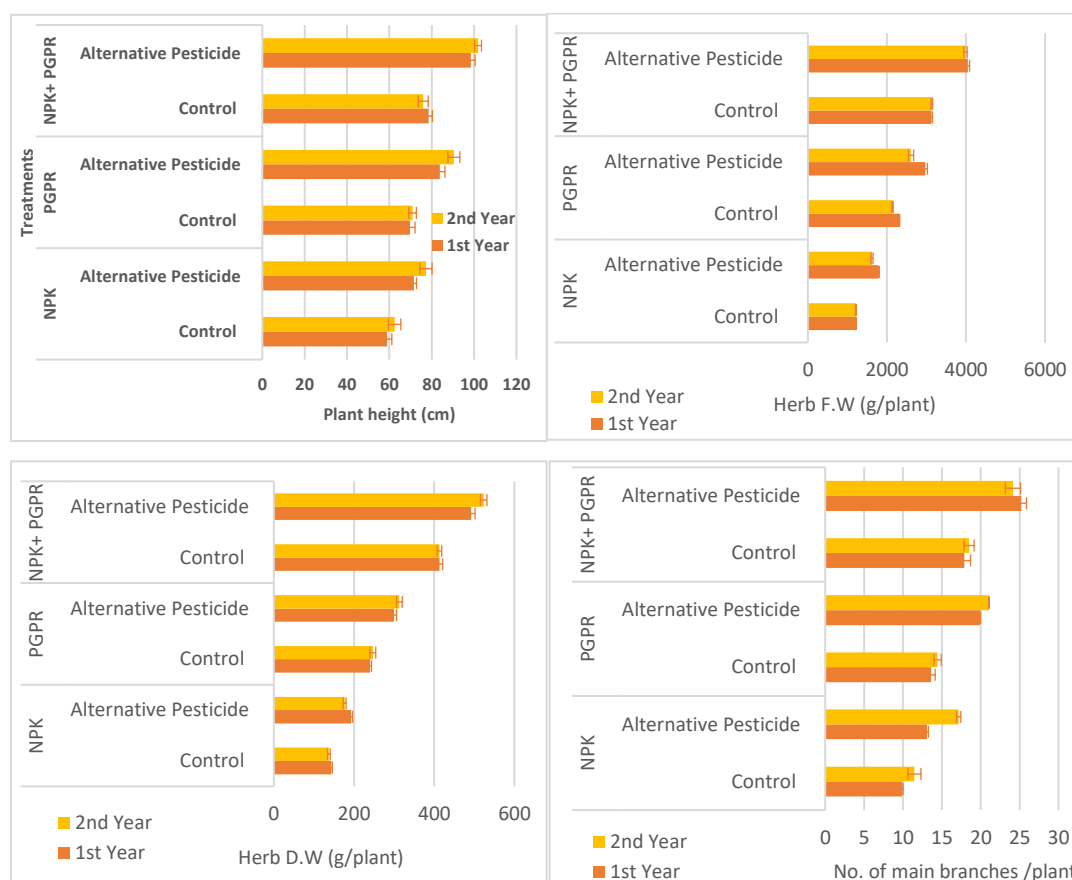 Treatments
NPK+ PGPR
Alternative Pesticide
Control
PGPR
Alternative Pesticide
Control
NPK
Alternative Pesticide
Control
2nd Year
1st Year
0 20 40 60 80 100 120
Plant height (cm)
NPK+ PGPR
Alternative Pesticide
Control
PGPR
Alternative Pesticide
Control
NPK
Alternative Pesticide
Control
0 2000 4000 6000
2nd Year
1st Year
Herb F.W (g/plant)
NPK+ PGPR
Alternative Pesticide
Control
PGPR
Alternative Pesticide
Control
NPK
Alternative Pesticide
Control
0 200 400 600
2nd Year
1st Year
Herb D.W (g/plant)
NPK+ PGPR
Alternative Pesticide
Control
PGPR
Alternative Pesticide
Control
NPK
Alternative Pesticide
Control
0 5 10 15 20 25 30
2nd Year
1st Year
No. of main branches /plant